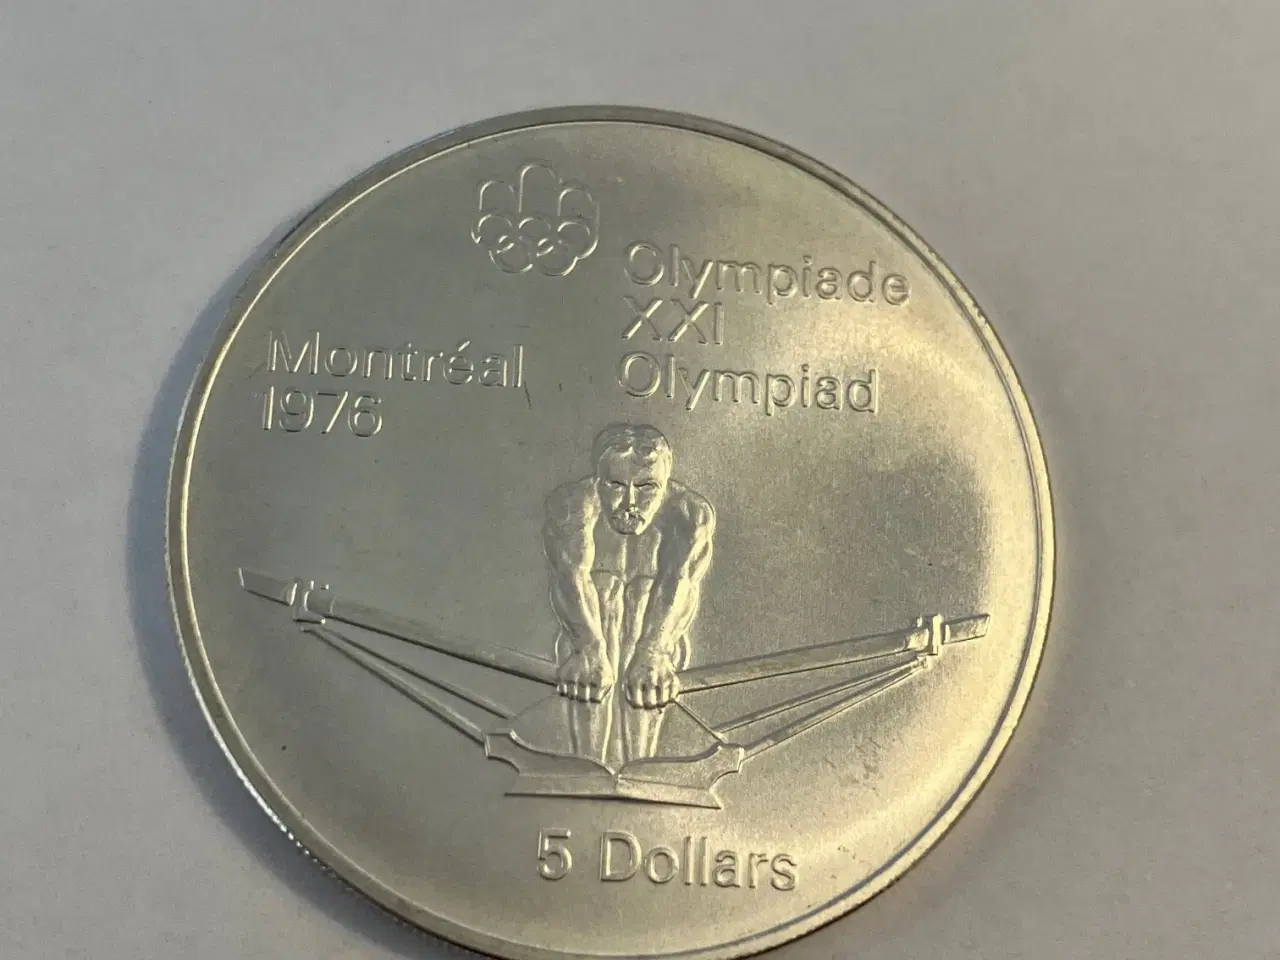 Olympiade
XXI
Olympiad
Montréal
1976
5 Dollars